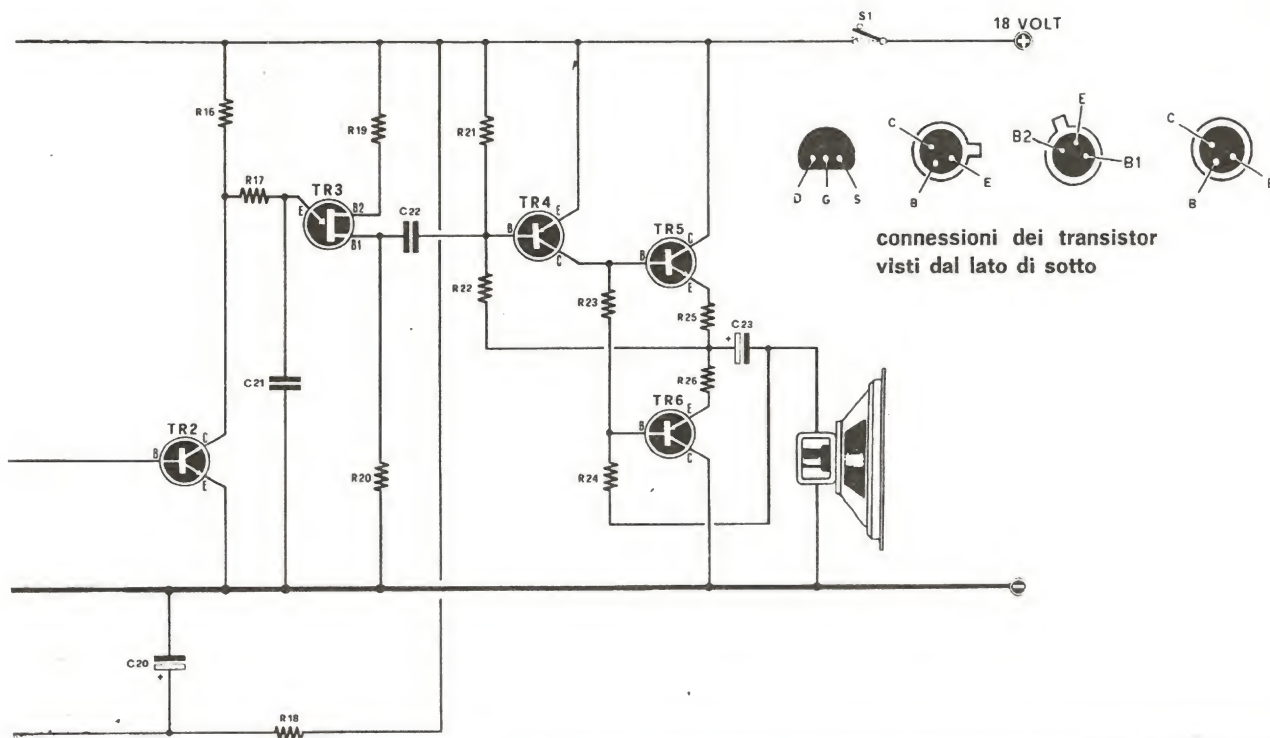 S1
18 VOLT
+
R16
R19
R21
C
E
B
D G S
B2
E
B1
C
B
E
R17
TR3
E
B2
B1
C22
TR4
B
E
C
TR5
B
C
E
connessioni dei transistor
visti dal lato di sotto
R22
R23
R25
C23
+
C21
R26
TR6
B
E
C
TR2
B
C
E
R20
R24
-
C20
+
R18